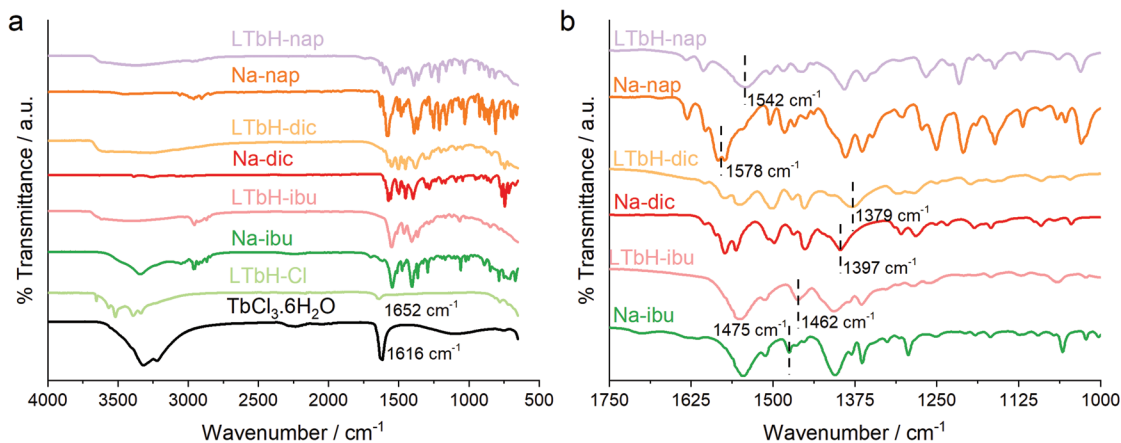 a
% Transmittance / a.u.
LTbH-nap
Na-nap
LTbH-dic
Na-dic
LTbH-ibu
Na-ibu
LTbH-Cl
TbCl₃.6H₂O
1652 cm⁻¹
1616 cm⁻¹
4000 3500 3000 2500 2000 1500 1000 500
Wavenumber / cm⁻¹
b
% Transmittance / a.u.
LTbH-nap
1542 cm⁻¹
Na-nap
1578 cm⁻¹
LTbH-dic
1379 cm⁻¹
Na-dic
1397 cm⁻¹
LTbH-ibu
1475 cm⁻¹ 1462 cm⁻¹
Na-ibu
1750 1625 1500 1375 1250 1125 1000
Wavenumber / cm⁻¹